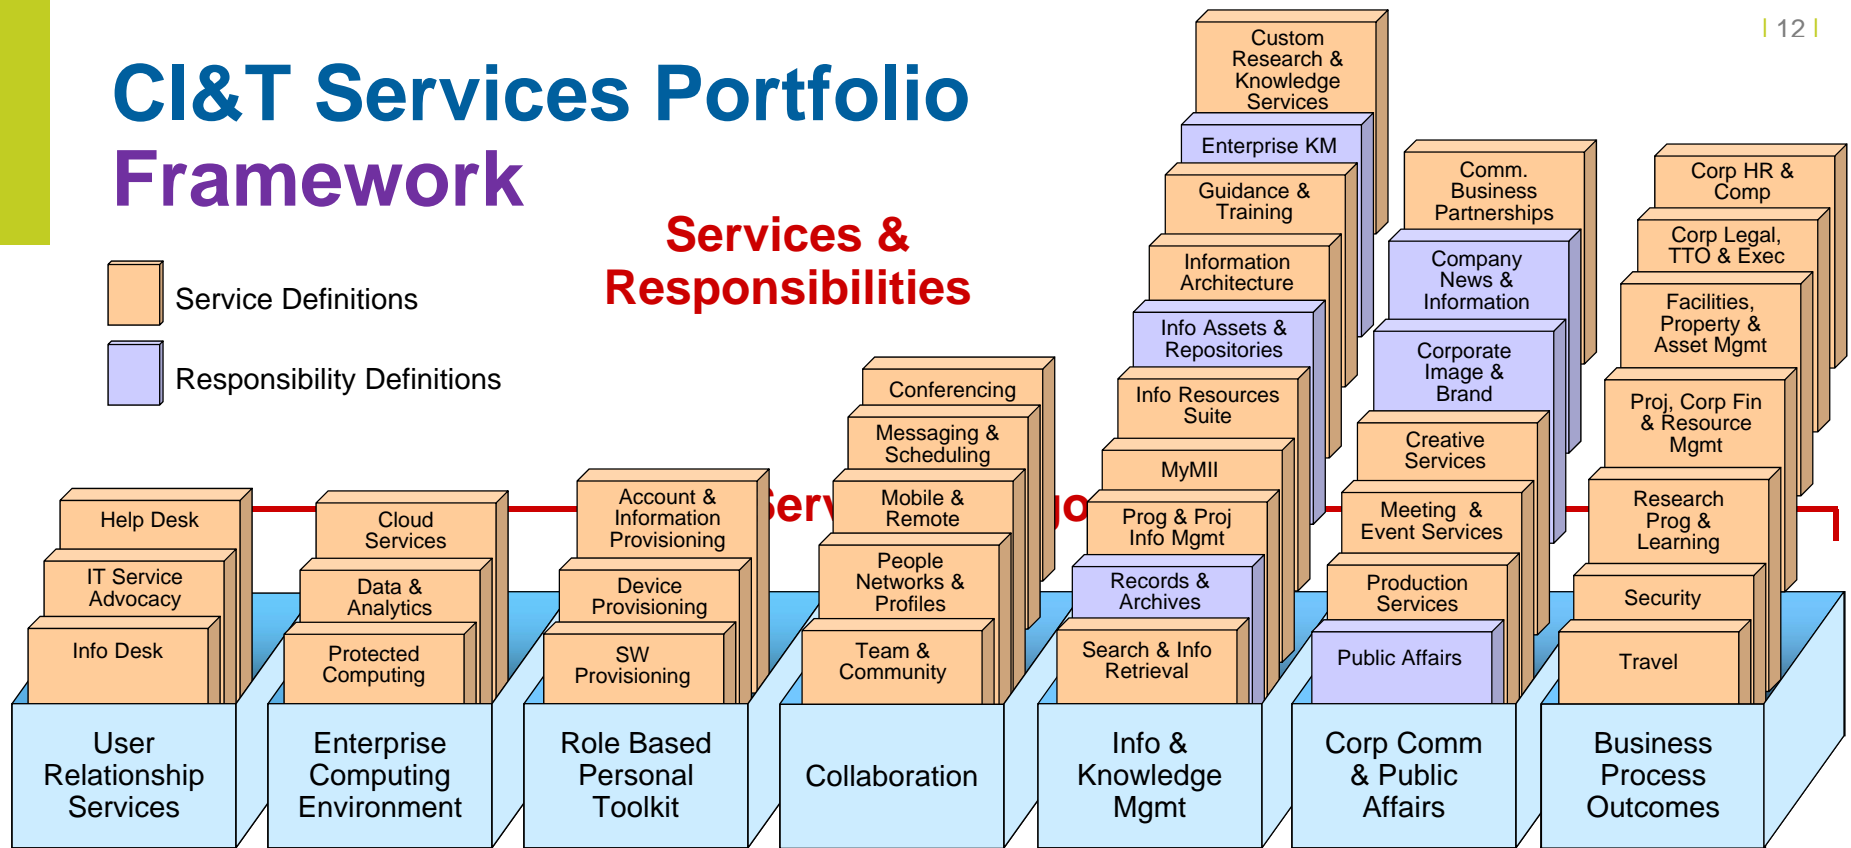 | 12 |
CI&T Services Portfolio
Framework
Services &
Responsibilities
Service Definitions
Responsibility Definitions
Help Desk
IT Service
Advocacy
Info Desk
User
Relationship
Services
Cloud
Services
Data &
Analytics
Protected
Computing
Enterprise
Computing
Environment
Account &
Information
Provisioning
Device
Provisioning
SW
Provisioning
Role Based
Personal
Toolkit
Conferencing
Messaging &
Scheduling
Mobile &
Remote
People
Networks &
Profiles
Team &
Community
Collaboration
Custom
Research &
Knowledge
Services
Enterprise KM
Guidance &
Training
Information
Architecture
Info Assets &
Repositories
Info Resources
Suite
MyMII
Prog & Proj
Info Mgmt
Records &
Archives
Search & Info
Retrieval
Info &
Knowledge
Mgmt
Comm.
Business
Partnerships
Company
News &
Information
Corporate
Image &
Brand
Creative
Services
Meeting &
Event Services
Production
Services
Public Affairs
Corp Comm
& Public
Affairs
Corp HR &
Comp
Corp Legal,
TTO & Exec
Facilities,
Property &
Asset Mgmt
Proj, Corp Fin
& Resource
Mgmt
Research
Prog &
Learning
Security
Travel
Business
Process
Outcomes